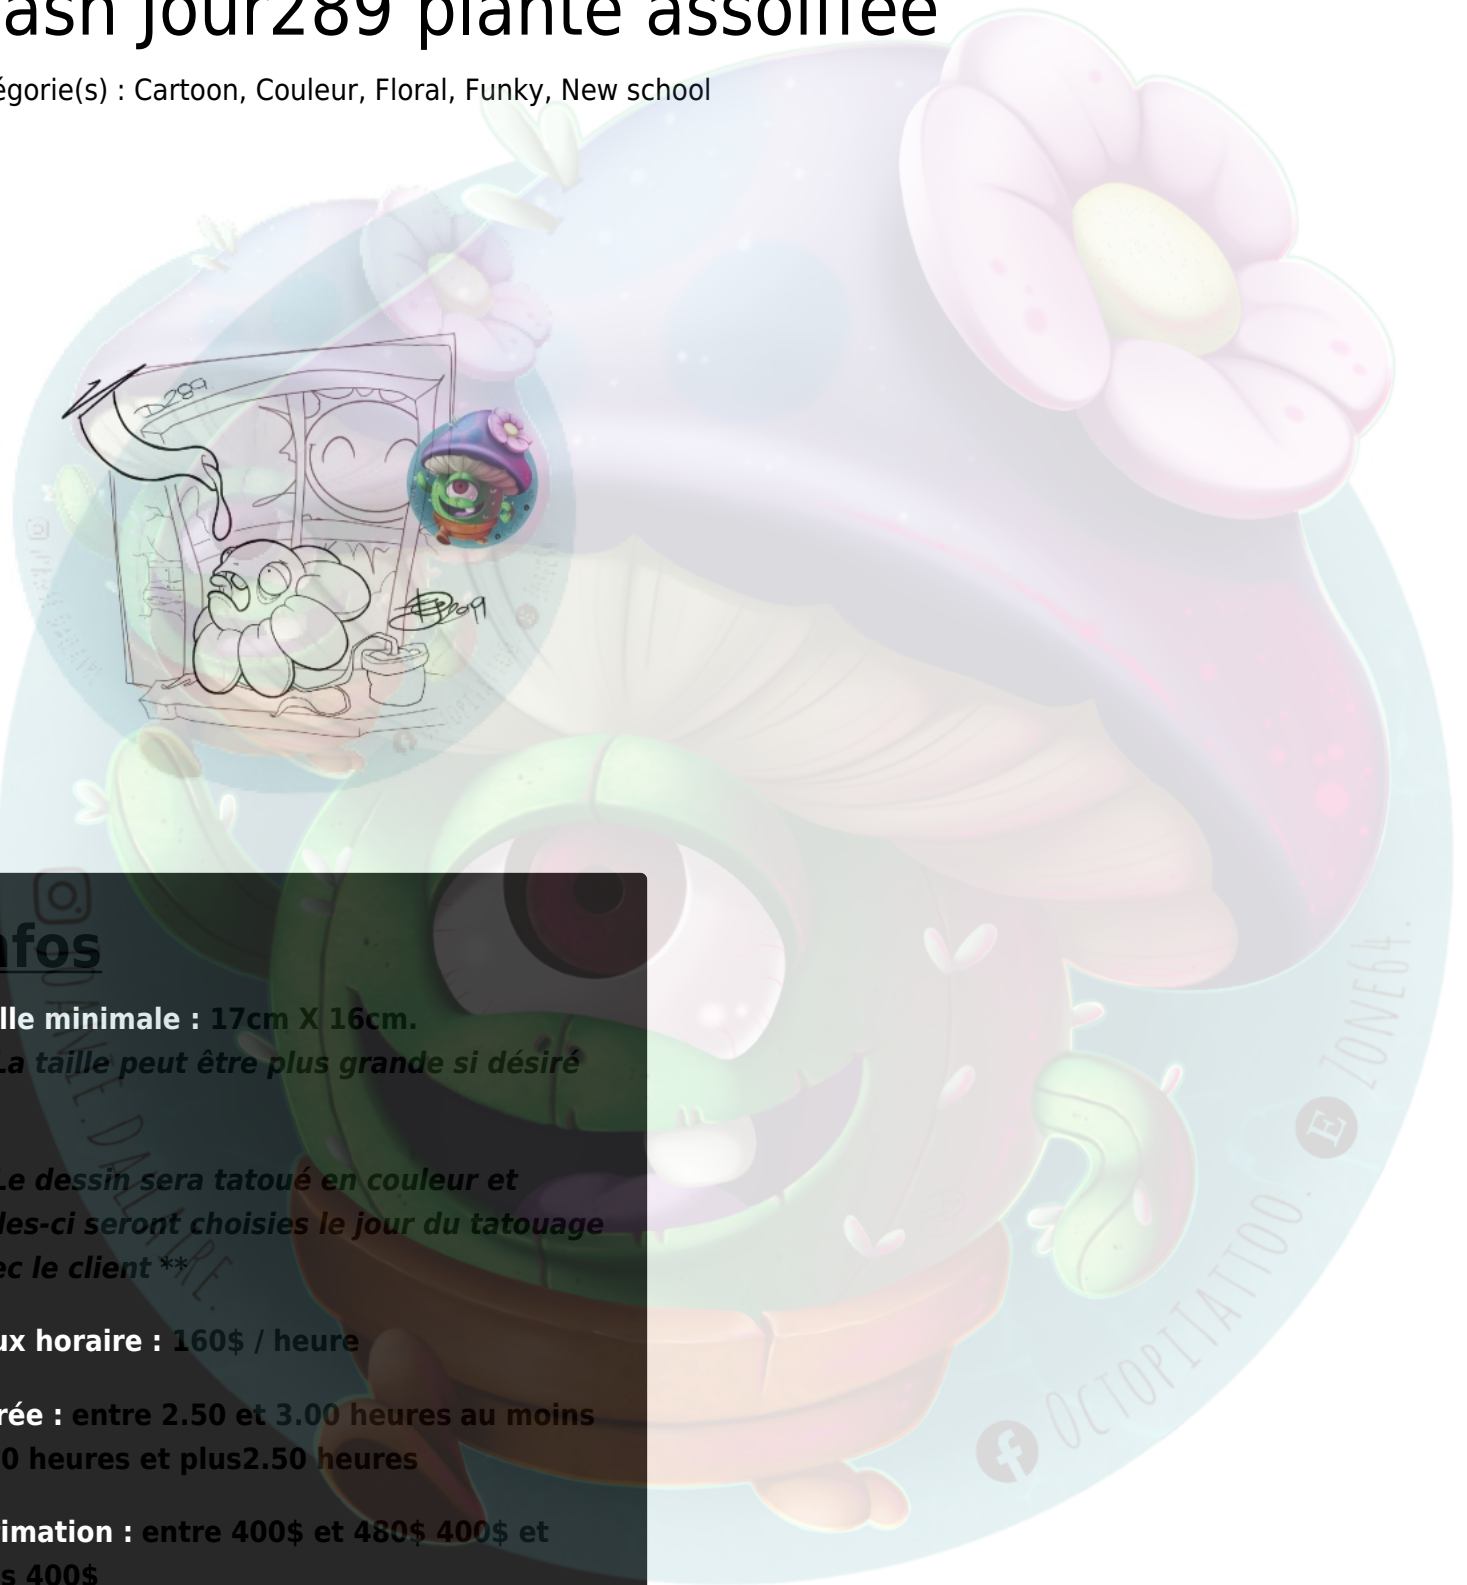 ash Jour289 plante assoiffée
égorie(s) : Cartoon, Couleur, Floral, Funky, New school
D289
nfos
lle minimale : 17cm X 16cm.
La taille peut être plus grande si désiré
Le dessin sera tatoué en couleur et
les-ci seront choisies le jour du tatouage
ec le client **
ux horaire : 160$ / heure
rée : entre 2.50 et 3.00 heures au moins
0 heures et plus2.50 heures
imation : entre 400$ et 480$ 400$ et
s 400$
DAVE.DALLAIRE.
OCTOPITATTOO.
ZONE64.